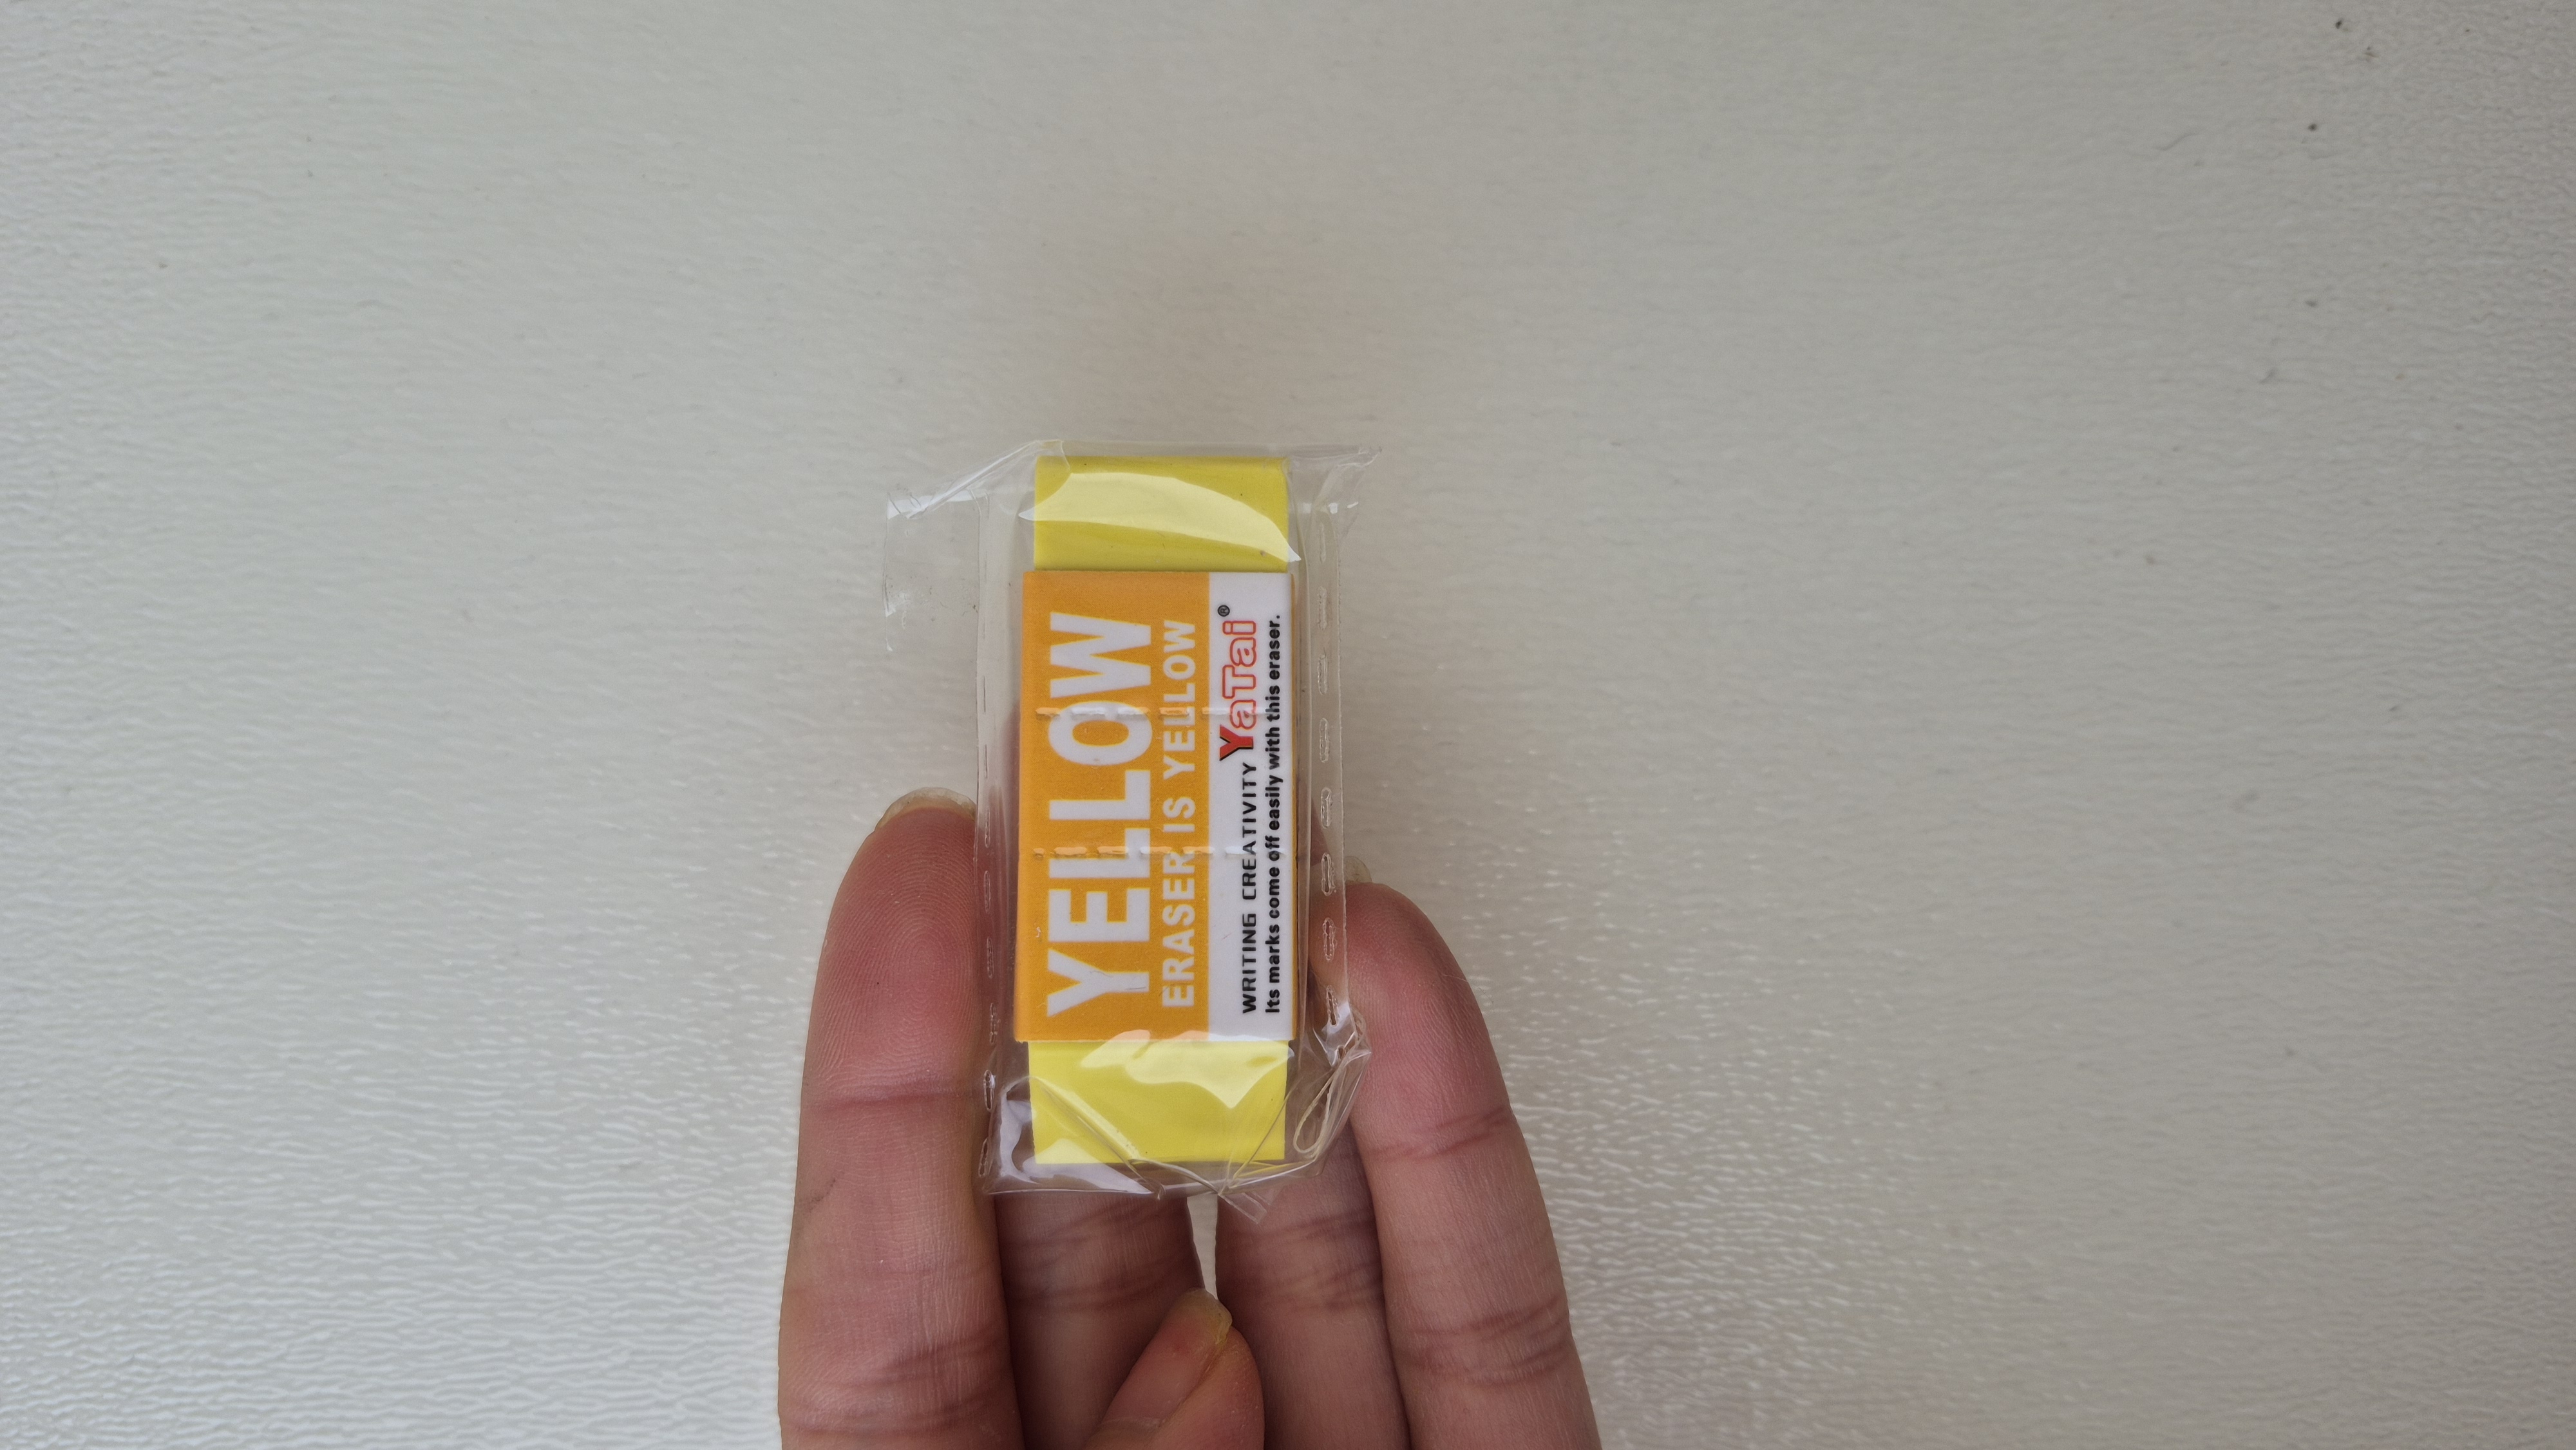 YELLOW
ERASER IS YELLOW
WRITING CREATIVITY YaTai®
Its marks come off easily with this eraser.